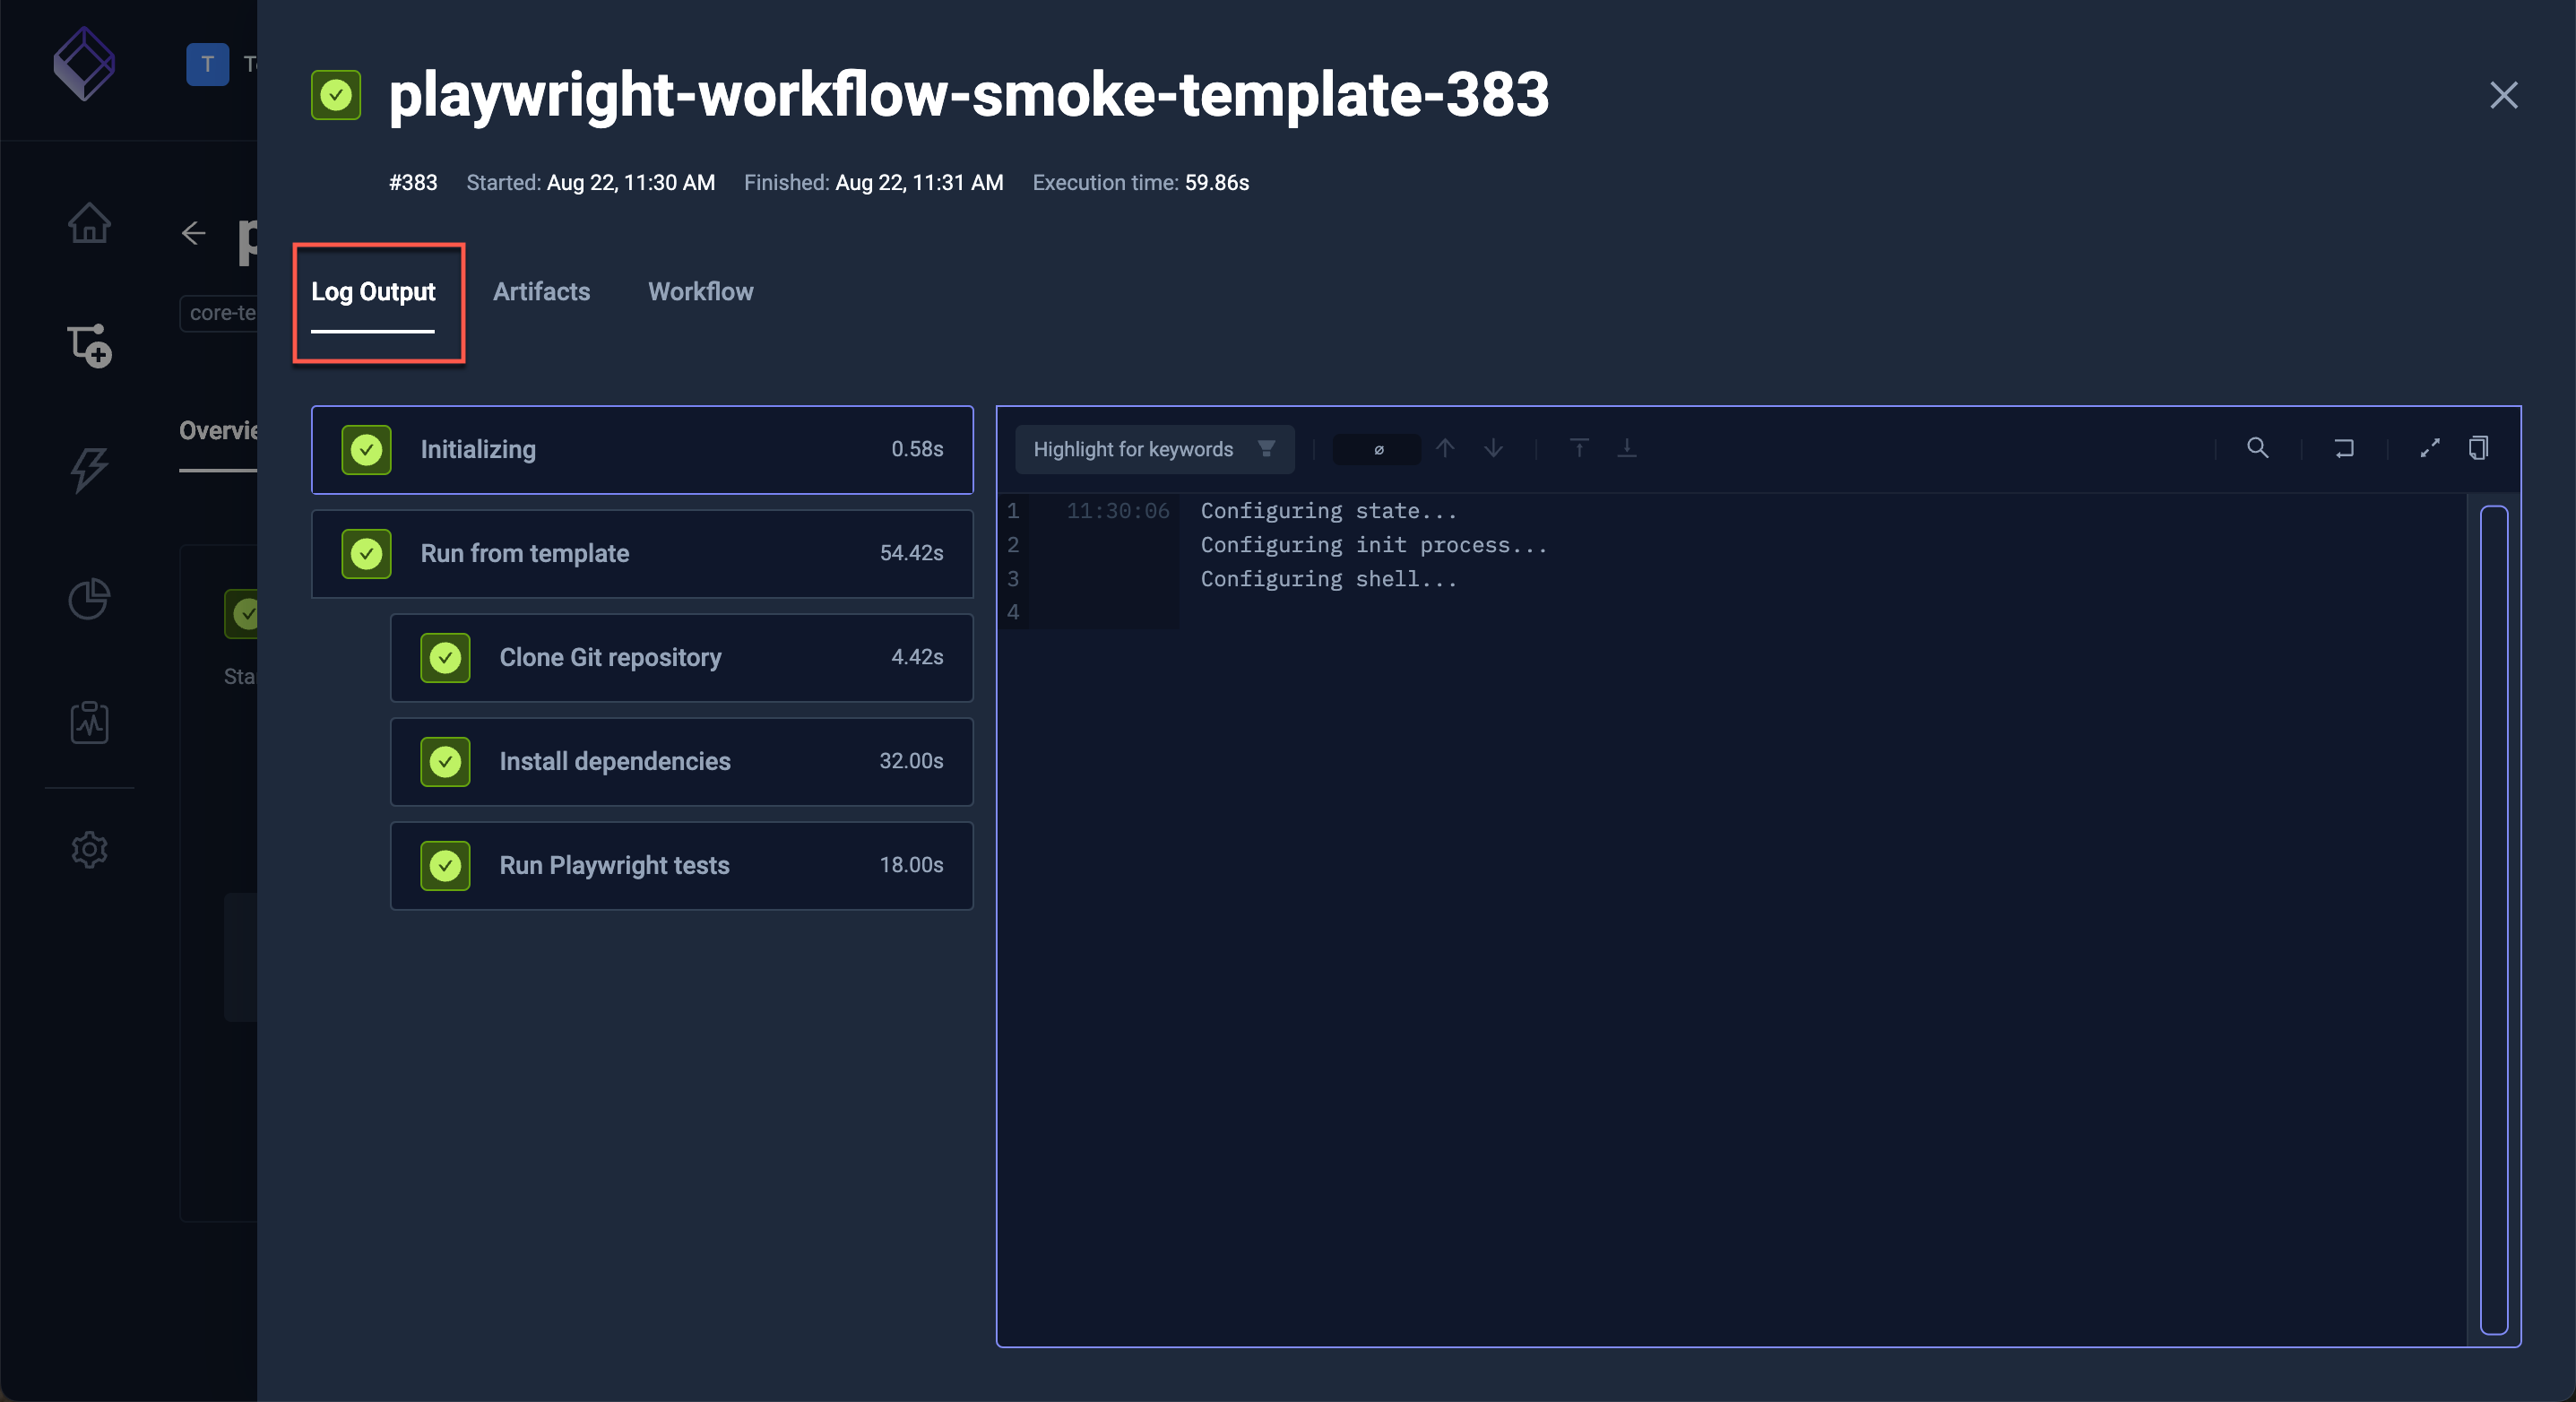 T
playwright-workflow-smoke-template-383
#383 Started: Aug 22, 11:30 AM Finished: Aug 22, 11:31 AM Execution time: 59.86s
core-te
Log Output Artifacts Workflow
Overvie
Sta
Initializing 0.58s
Run from template 54.42s
Clone Git repository 4.42s
Install dependencies 32.00s
Run Playwright tests 18.00s
Highlight for keywords ø
1 11:30:06 Configuring state...
2 Configuring init process...
3 Configuring shell...
4